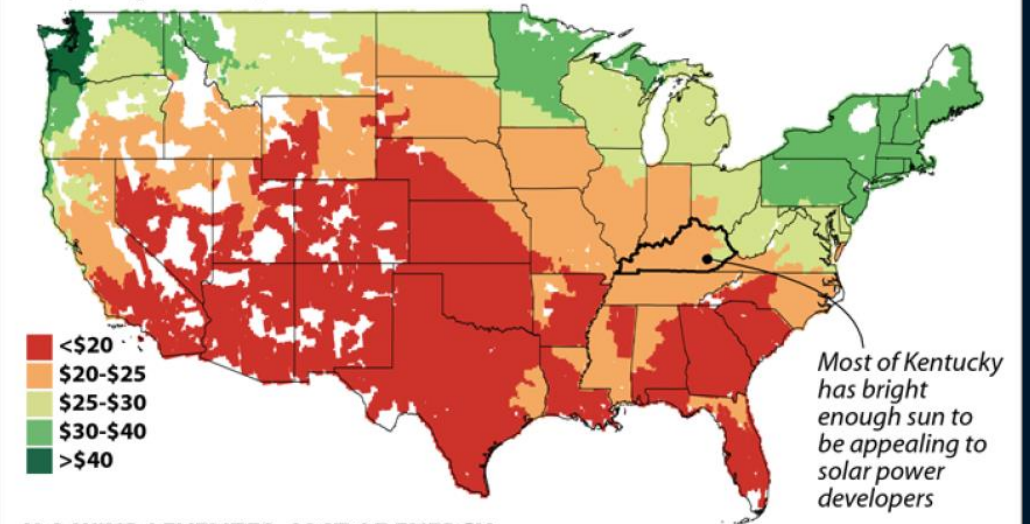 <$20
$20-$25
$25-$30
$30-$40
>$40
Most of Kentucky
has bright
enough sun to
be appealing to
solar power
developers